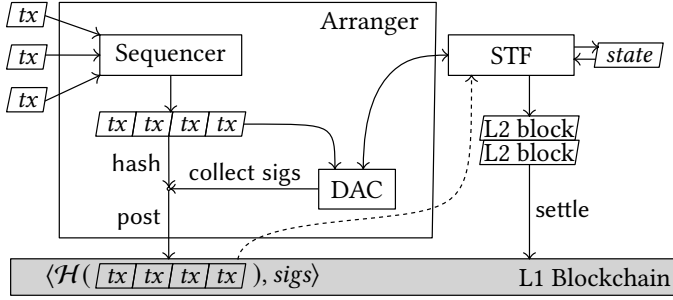 tx
tx
tx
Arranger
Sequencer
STF
state
tx tx tx tx
L2 block
L2 block
hash
collect sigs
DAC
post
settle
⟨ℋ( tx tx tx tx ), sigs⟩
L1 Blockchain